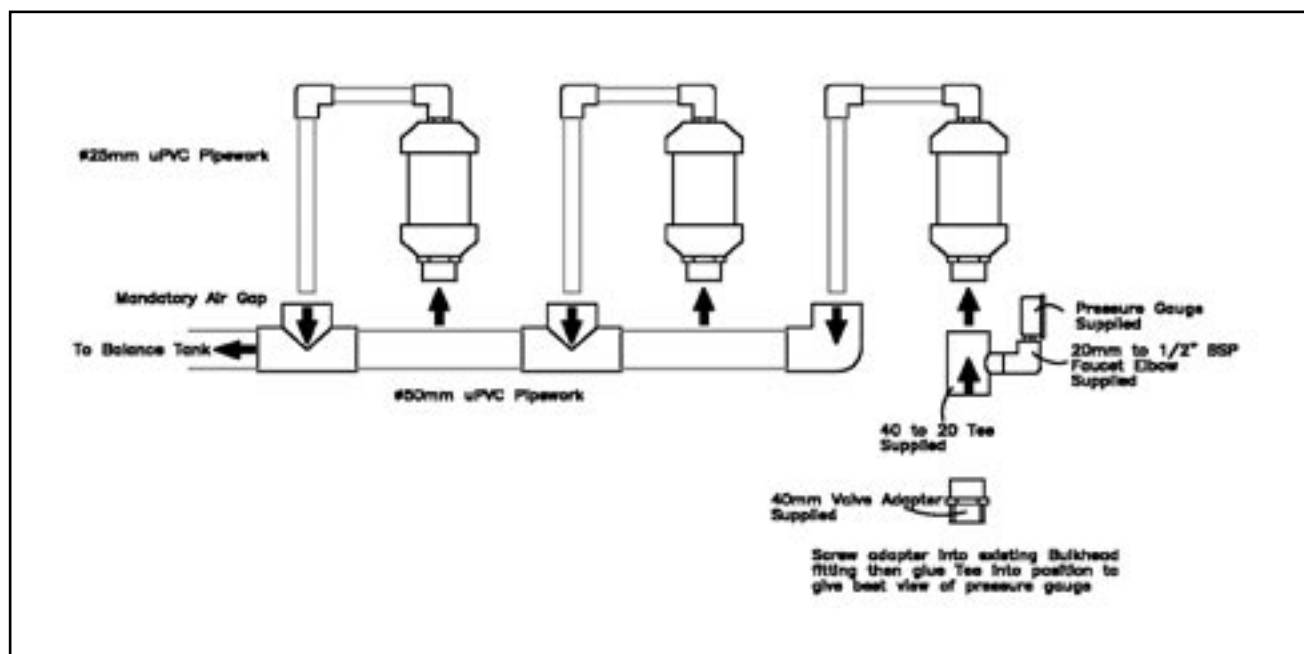 ø25mm uPVC Pipework
Mandatory Air Gap
To Balance Tank
ø50mm uPVC Pipework
Pressure Gauge
Supplied
20mm to 1/2" BSP
Faucet Elbow
Supplied
40 to 20 Tee
Supplied
40mm Valve Adapter
Supplied
Screw adapter into existing Bulkhead
fitting then glue Tee into position to
give best view of pressure gauge